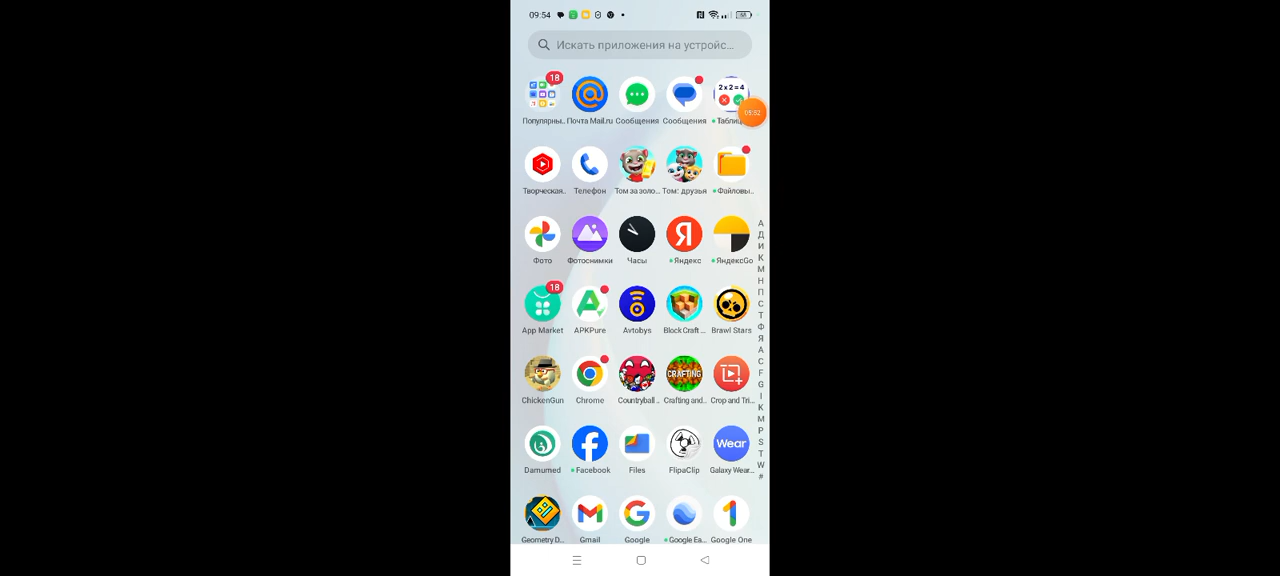 09:54
Искать приложения на устройс...
18
2x2=4
05:52
Популярны.. Почта Mail.ru Сообщения Сообщения Таблиц
Творческая.. Телефон Том за золо... Том: друзья Файловы..
Фото Фотоснимки Часы Яндекс ЯндексGo
18
App Market APKPure Avtobys Block Craft ... Brawl Stars
CRAFTING
ChickenGun Chrome Countryball .. Crafting and.. Crop and Tri...
Wear
Damumed Facebook Files FlipaClip Galaxy Wear...
Geometry D... Gmail Google Google Ea... Google One
А
Д
И
К
М
Н
П
С
Т
Ф
Я
A
C
F
G
I
K
M
P
S
T
W
#